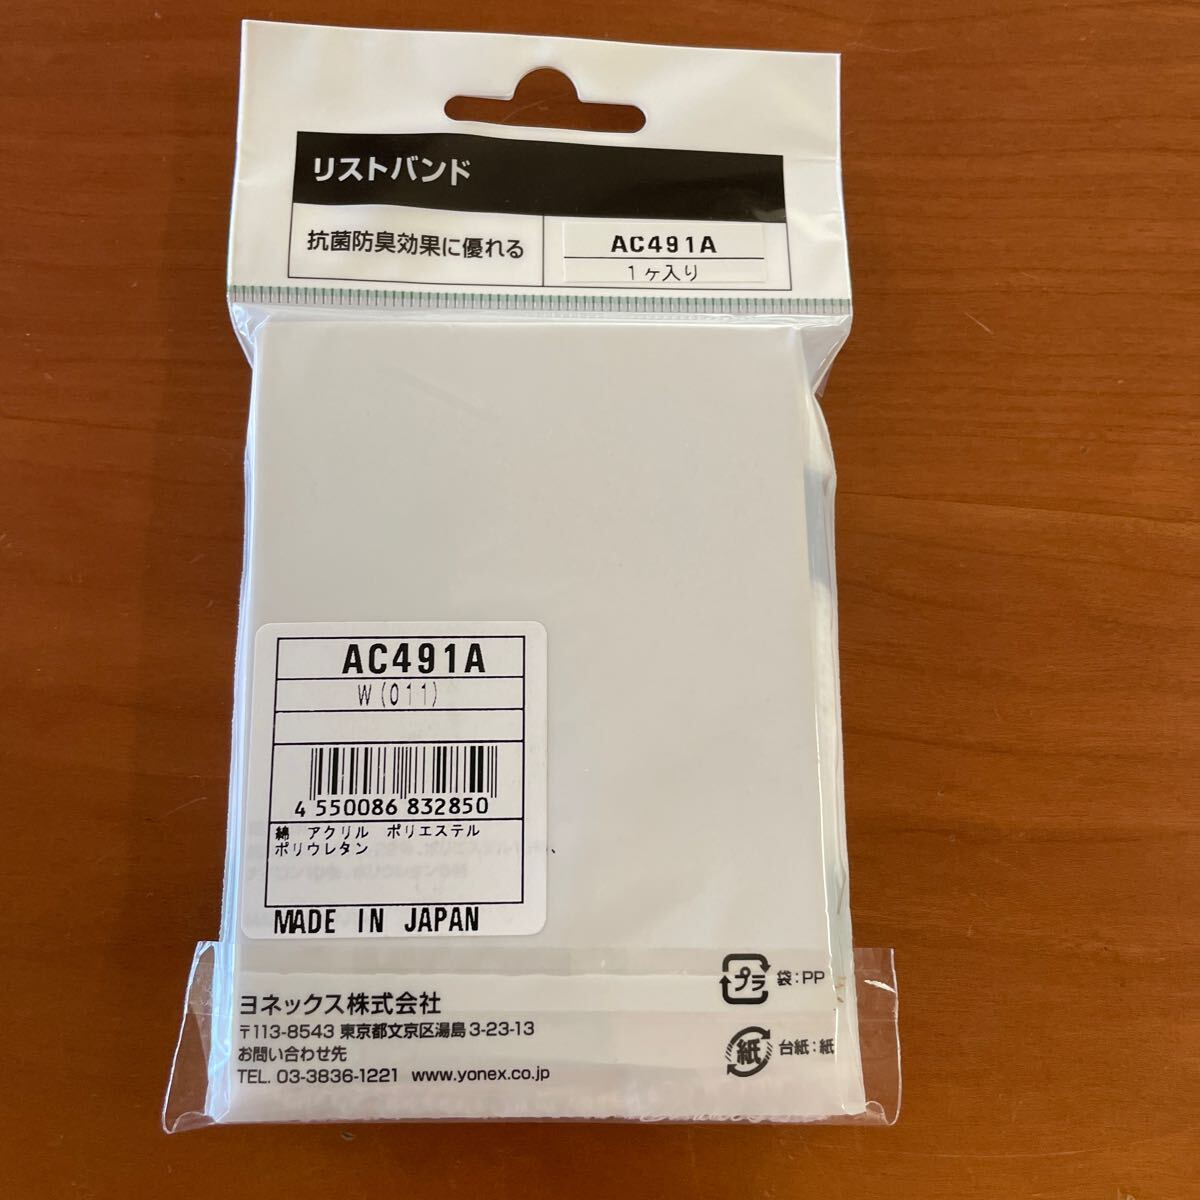 リストバンド
抗菌防臭効果に優れる
AC491A
1ヶ入り
AC491A
W(011)
4 550086 832850
綿 アクリル ポリエステル
ポリウレタン
MADE IN JAPAN
プラ 袋:PP
紙 台紙:紙
ヨネックス株式会社
〒113-8543 東京都文京区湯島3-23-13
お問い合わせ先
TEL. 03-3836-1221 www.yonex.co.jp